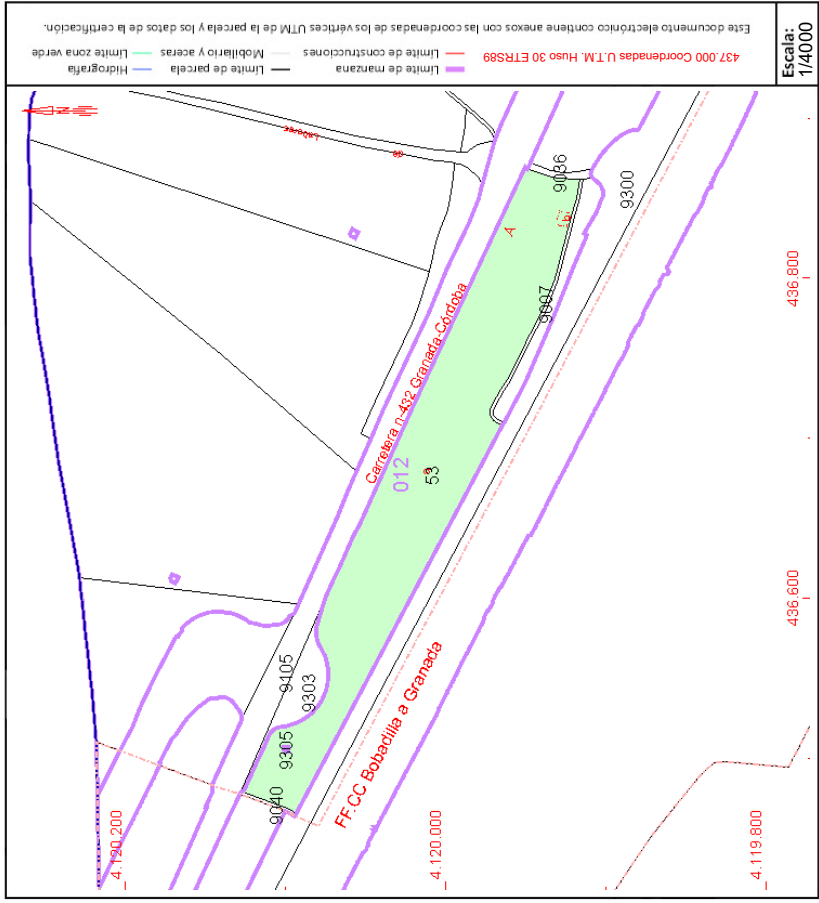 Este documento electrónico contiene anexos con las coordenadas de los vértices UTM de la parcela y los datos de la certificación.
437.000 Coordenadas U.T.M. Huso 30 ETRS89
Límite de manzana
Límite de construcciones
Límite de parcela
Mobiliario y aceras
Hidrografía
Límite zona verde
Escala:
1/4000
de
Labores
Carretera n-432 Granada-Córdoba
012
53
A
9036
9300
9007
436.800
9105
9303
9305
9040
FF.CC Bobadilla a Granada
436.600
4.120.200
4.120.000
4.119.800